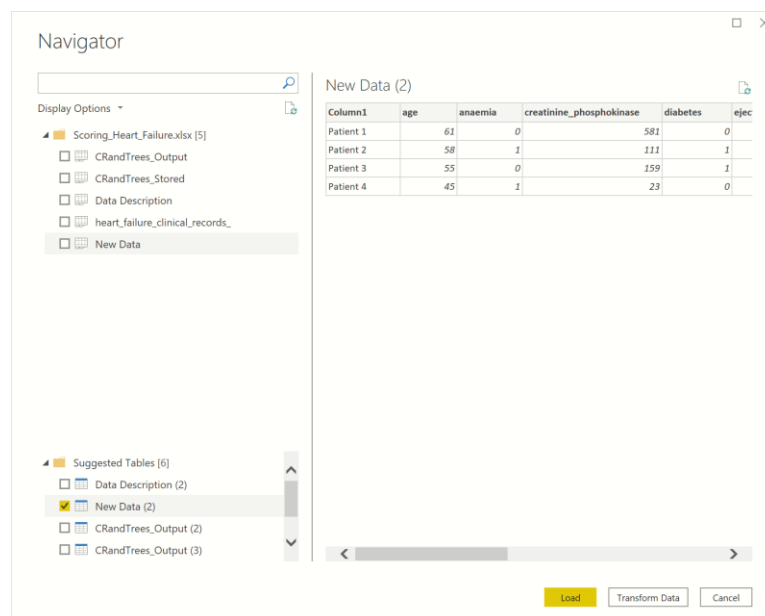 Navigator
Display Options
Scoring_Heart_Failure.xlsx [5]
CRandTrees_Output
CRandTrees_Stored
Data Description
heart_failure_clinical_records_
New Data
Suggested Tables [6]
Data Description (2)
New Data (2)
CRandTrees_Output (2)
CRandTrees_Output (3)
New Data (2)
Column1 age anaemia creatinine_phosphokinase diabetes ejec
Patient 1 61 0 581 0
Patient 2 58 1 111 1
Patient 3 55 0 159 1
Patient 4 45 1 23 0
Load Transform Data Cancel